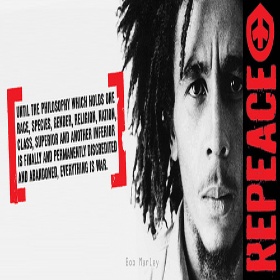 UNTIL THE PHILOSOPHY WHICH HOLDS ONE
RACE, SPECIES, GENDER, RELIGION, NATION,
CLASS, SUPERIOR AND ANOTHER INFERIOR
IS FINALLY AND PERMANENTLY DISCREDITED
AND ABANDONED, EVERYTHING IS WAR.
Bob Marley
REPEACE